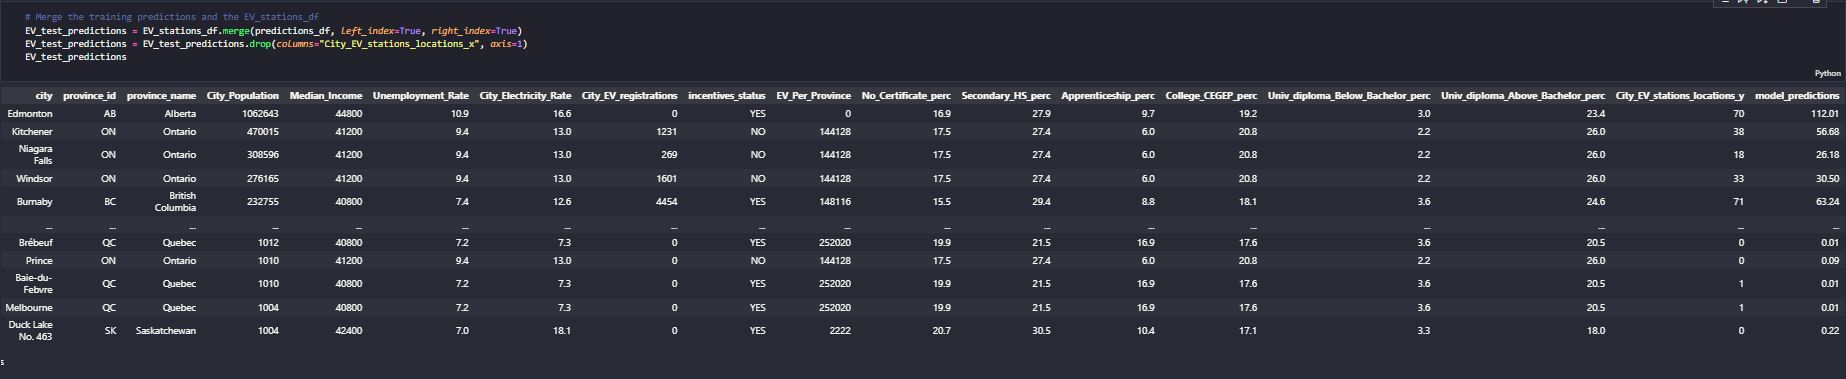 # Merge the training predictions and the EV_stations_df
EV_test_predictions = EV_stations_df.merge(predictions_df, left_index=True, right_index=True)
EV_test_predictions = EV_test_predictions.drop(columns="City_EV_stations_locations_x", axis=1)
EV_test_predictions
Python
city province_id province_name City_Population Median_Income Unemployment_Rate City_Electricity_Rate City_EV_registrations incentives_status EV_Per_Province No_Certificate_perc Secondary_HS_perc Apprenticeship_perc College_CEGEP_perc Univ_diploma_Below_Bachelor_perc Univ_diploma_Above_Bachelor_perc City_EV_stations_locations_y model_predictions
Edmonton AB Alberta 1062643 44800 10.9 16.6 0 YES 0 16.9 27.9 9.7 19.2 3.0 23.4 70 112.01
Kitchener ON Ontario 470015 41200 9.4 13.0 1231 NO 144128 17.5 27.4 6.0 20.8 2.2 26.0 38 56.68
Niagara Falls ON Ontario 308596 41200 9.4 13.0 269 NO 144128 17.5 27.4 6.0 20.8 2.2 26.0 18 26.18
Windsor ON Ontario 276165 41200 9.4 13.0 1601 NO 144128 17.5 27.4 6.0 20.8 2.2 26.0 33 30.50
Burnaby BC British Columbia 232755 40800 7.4 12.6 4454 YES 148116 15.5 29.4 8.8 18.1 3.6 24.6 71 63.24
... ... ... ... ... ... ... ... ... ... ... ... ... ... ... ... ... ...
Brébeuf QC Quebec 1012 40800 7.2 7.3 0 YES 252020 19.9 21.5 16.9 17.6 3.6 20.5 0 0.01
Prince ON Ontario 1010 41200 9.4 13.0 0 NO 144128 17.5 27.4 6.0 20.8 2.2 26.0 0 0.09
Baie-du-Febvre QC Quebec 1010 40800 7.2 7.3 0 YES 252020 19.9 21.5 16.9 17.6 3.6 20.5 1 0.01
Melbourne QC Quebec 1004 40800 7.2 7.3 0 YES 252020 19.9 21.5 16.9 17.6 3.6 20.5 1 0.01
Duck Lake No. 463 SK Saskatchewan 1004 42400 7.0 18.1 0 YES 2222 20.7 30.5 10.4 17.1 3.3 18.0 0 0.22
s